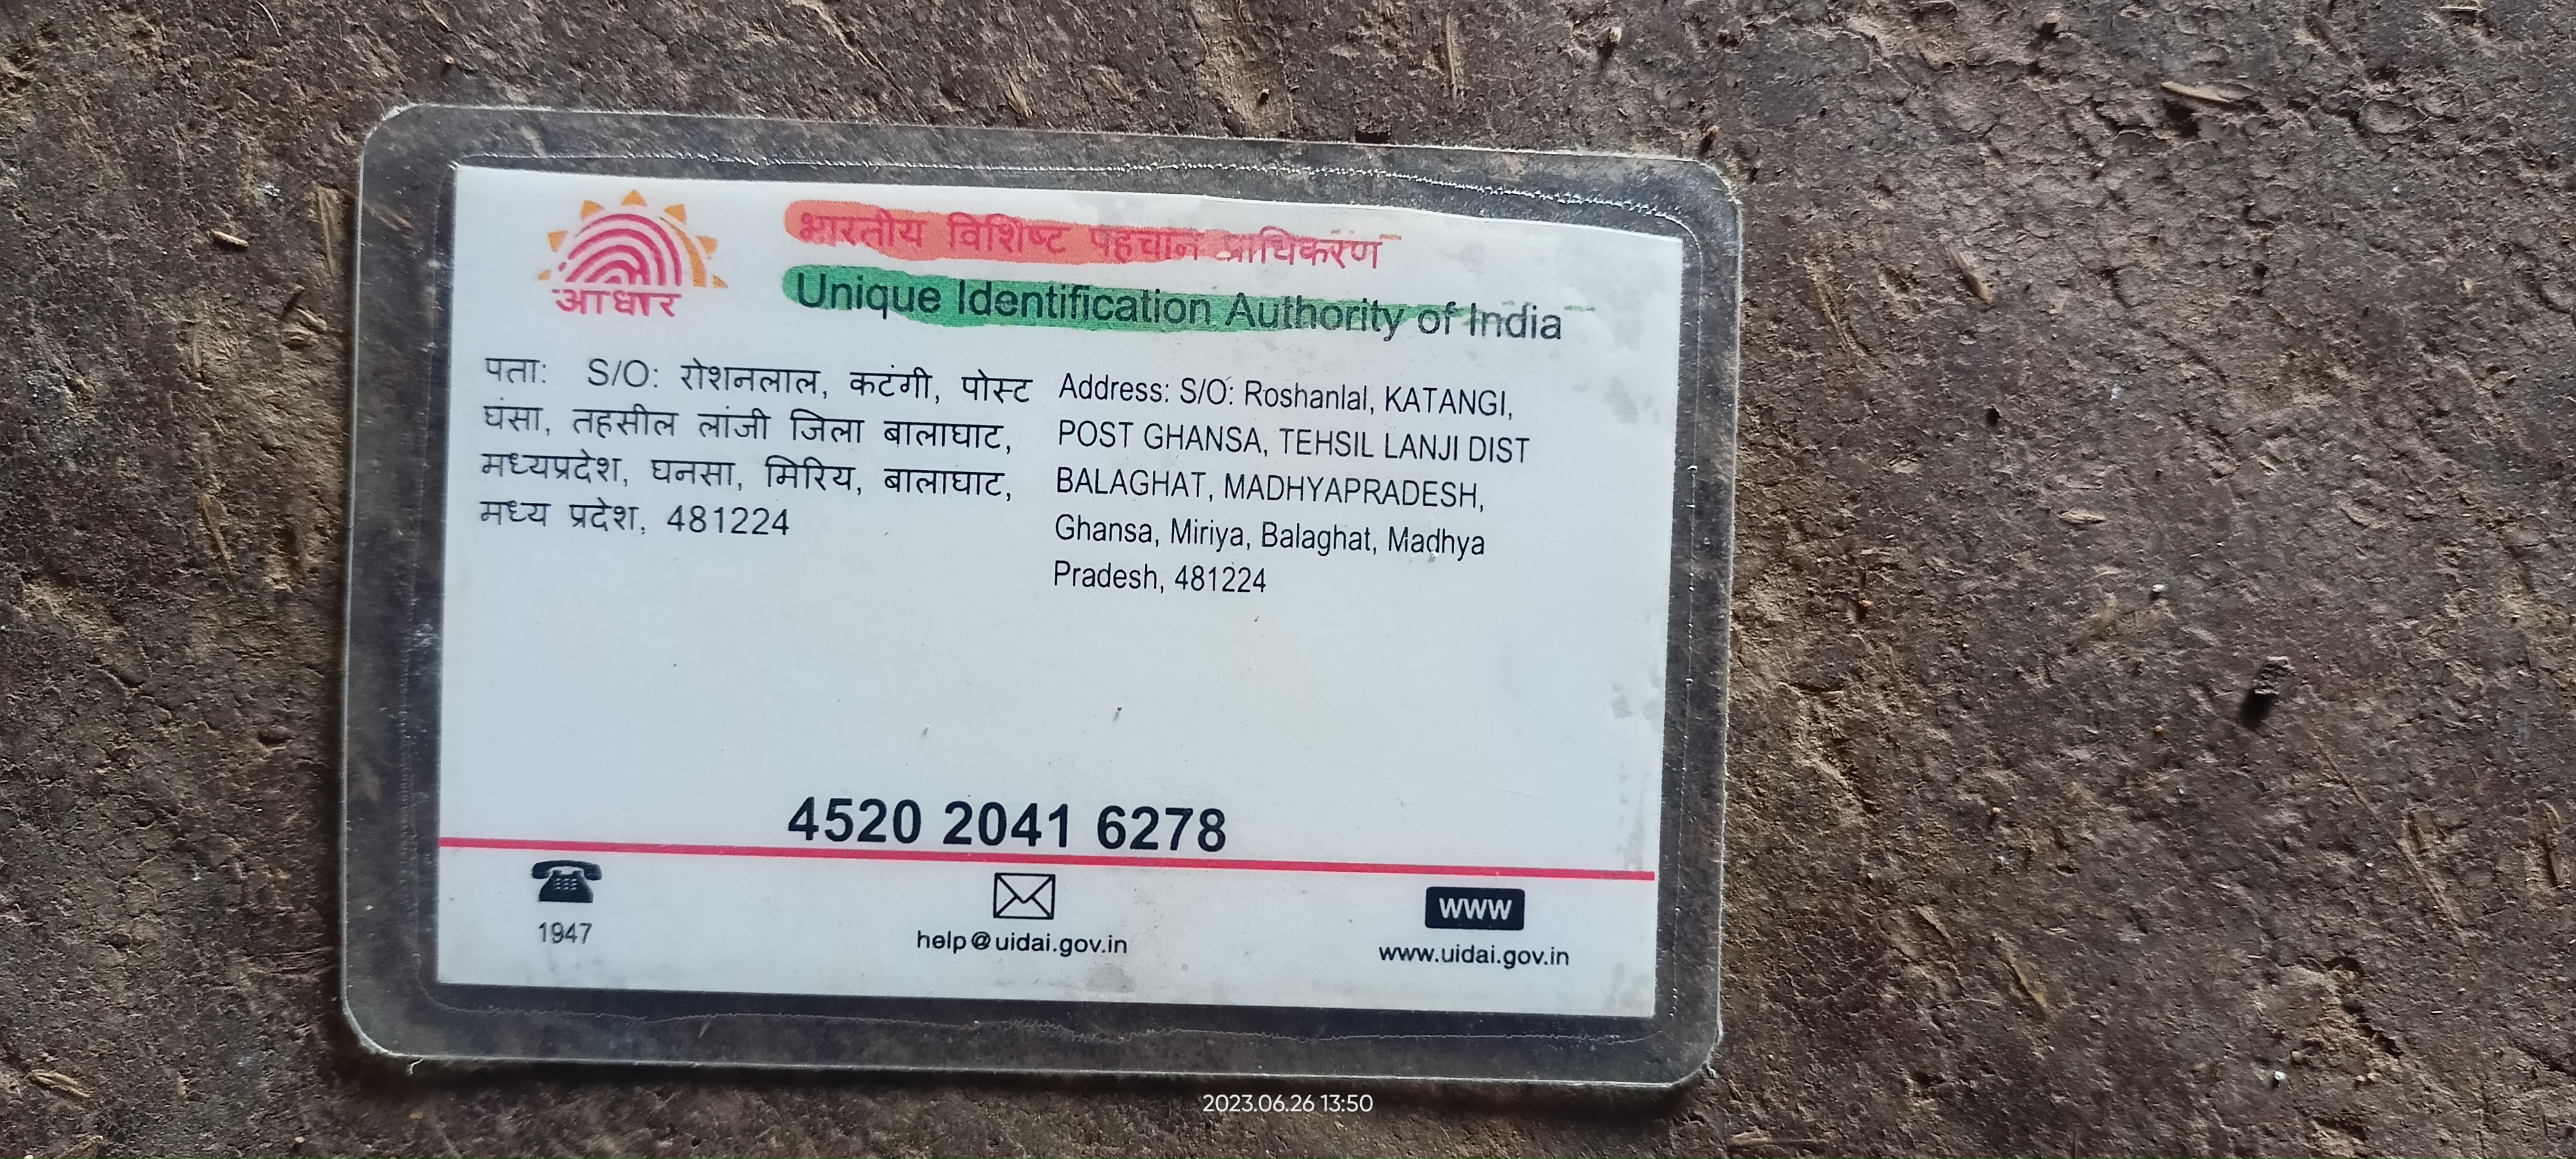 आधार
भारतीय विशिष्ट पहचान प्राधिकरण
Unique Identification Authority of India
पता: S/O: रोशनलाल, कटंगी, पोस्ट
घंसा, तहसील लांजी जिला बालाघाट,
मध्यप्रदेश, घनसा, मिरिय, बालाघाट,
मध्य प्रदेश, 481224
Address: S/O: Roshanlal, KATANGI,
POST GHANSA, TEHSIL LANJI DIST
BALAGHAT, MADHYAPRADESH,
Ghansa, Miriya, Balaghat, Madhya
Pradesh, 481224
4520 2041 6278
1947
help@uidai.gov.in
www
www.uidai.gov.in
2023.06.26 13:50